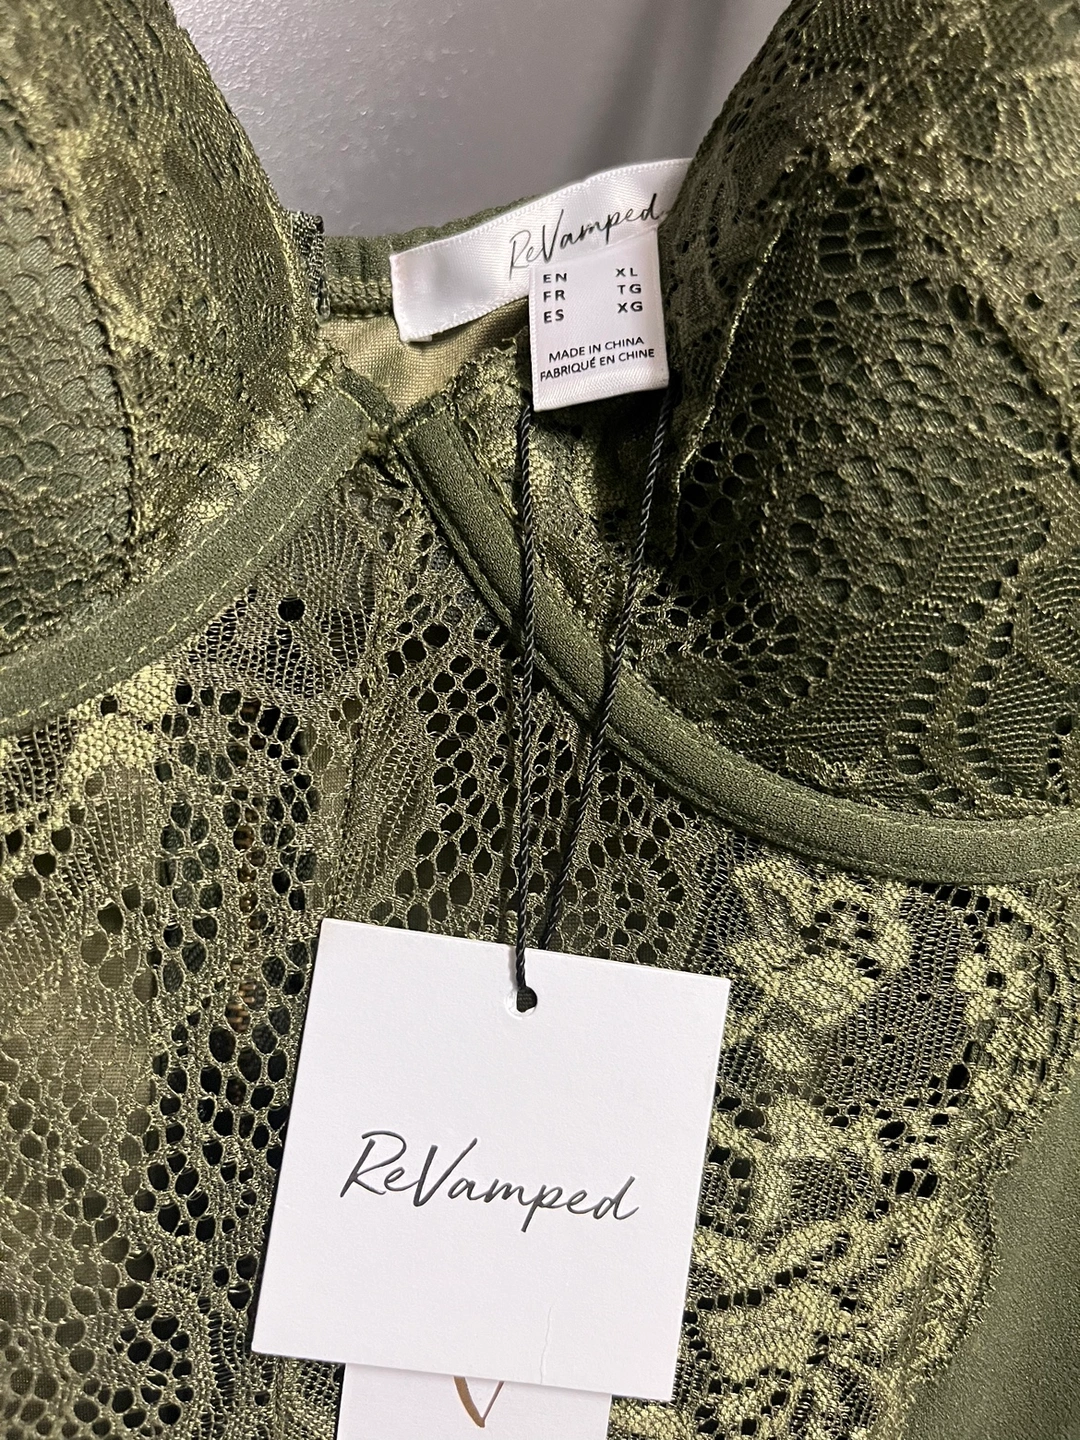 ReVamped
EN XL
FR TG
ES XG
MADE IN CHINA
FABRIQUÉ EN CHINE
ReVamped